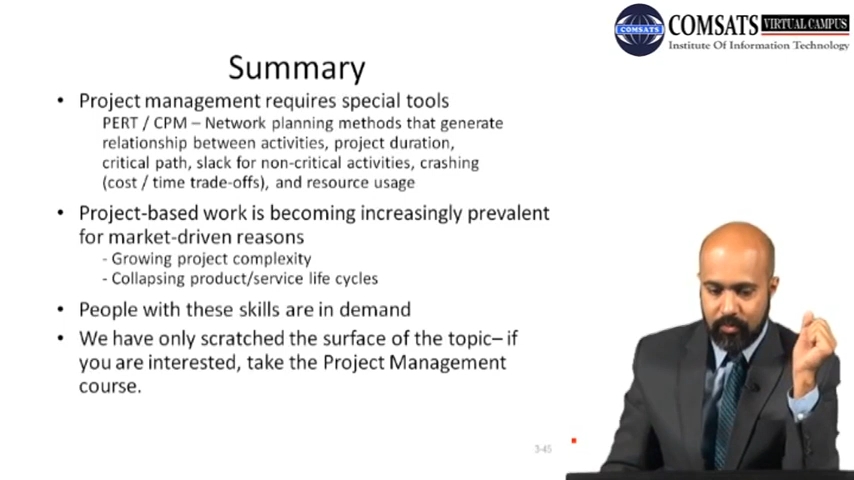 COMSATS VIRTUAL CAMPUS
COMSATS
Institute Of Information Technology
Summary
• Project management requires special tools
PERT / CPM – Network planning methods that generate
relationship between activities, project duration,
critical path, slack for non-critical activities, crashing
(cost / time trade-offs), and resource usage
• Project-based work is becoming increasingly prevalent
for market-driven reasons
- Growing project complexity
- Collapsing product/service life cycles
• People with these skills are in demand
• We have only scratched the surface of the topic– if
you are interested, take the Project Management
course.
3-45